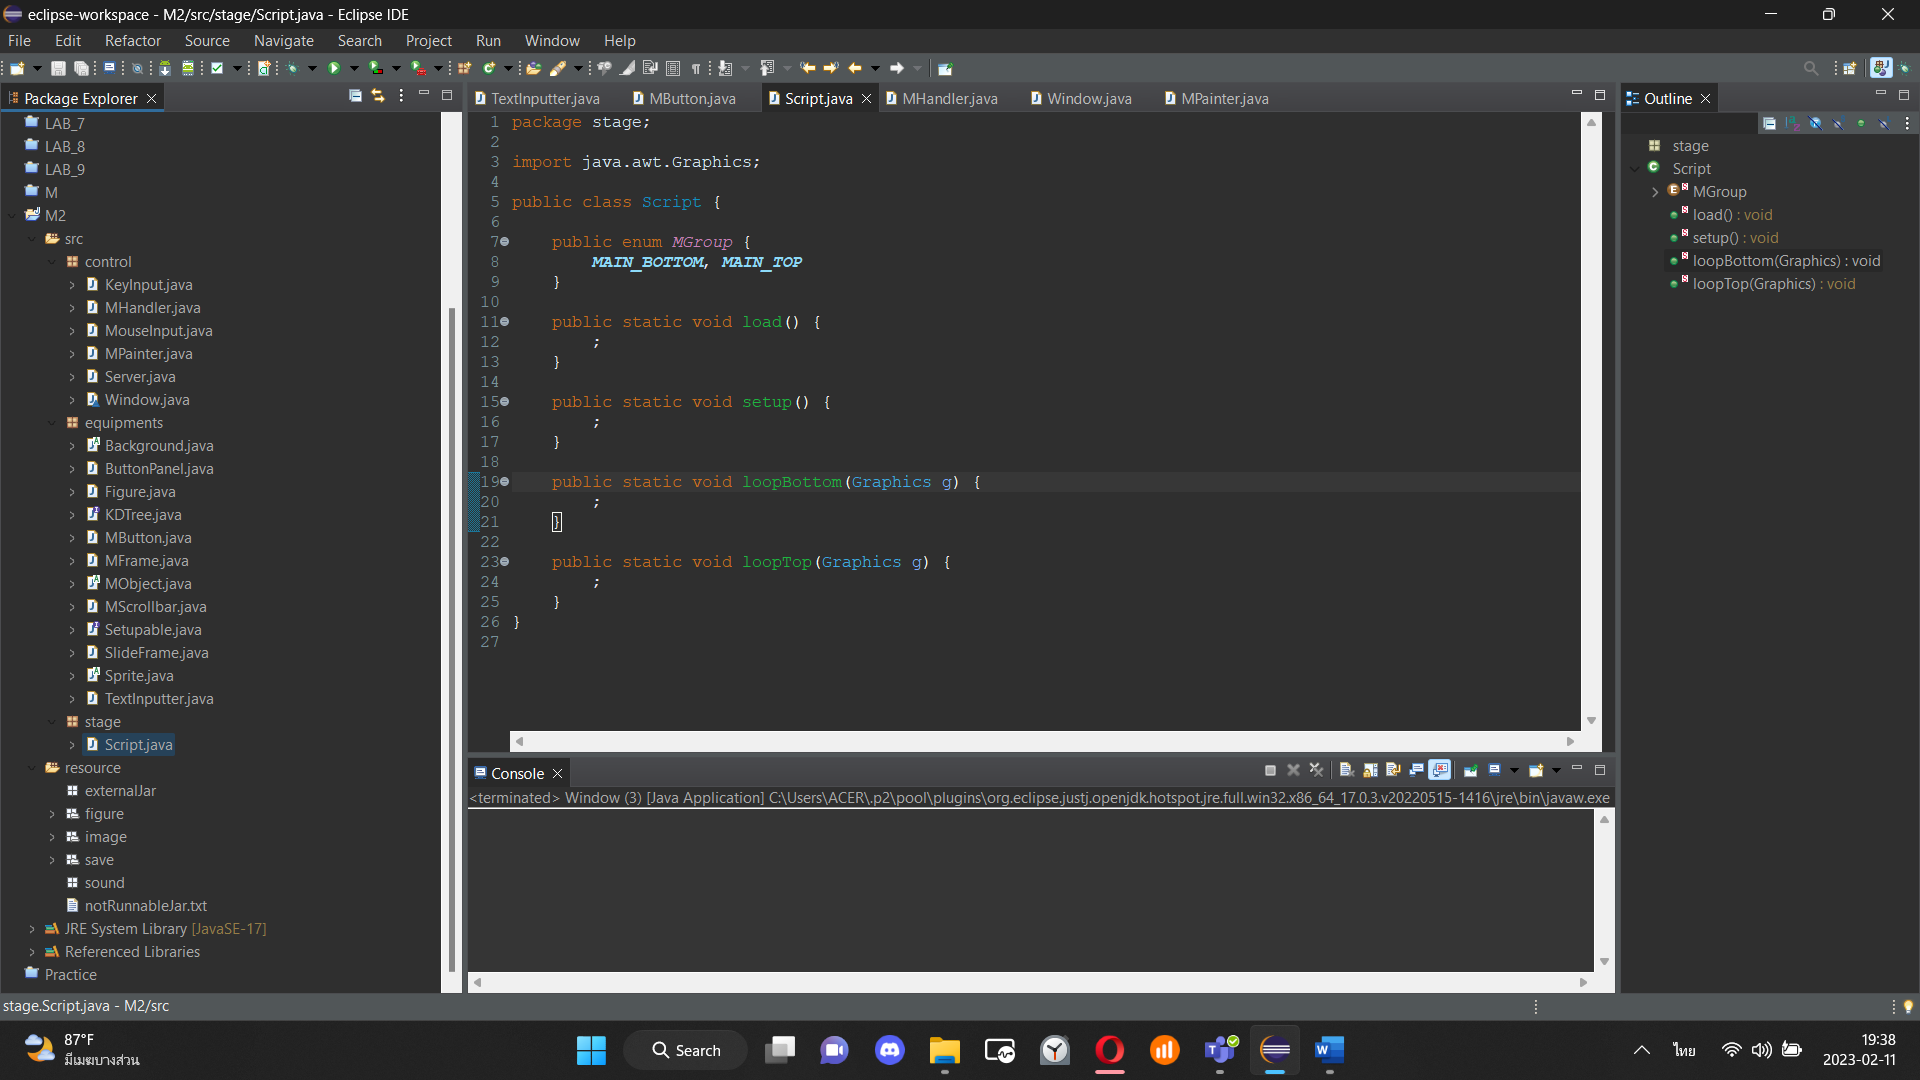 eclipse-workspace - M2/src/stage/Script.java - Eclipse IDE
File Edit Refactor Source Navigate Search Project Run Window Help
Package Explorer
LAB_7
LAB_8
LAB_9
M
M2
src
control
KeyInput.java
MHandler.java
MouseInput.java
MPainter.java
Server.java
Window.java
equipments
Background.java
ButtonPanel.java
Figure.java
KDTree.java
MButton.java
MFrame.java
MObject.java
MScrollbar.java
Setupable.java
SlideFrame.java
Sprite.java
TextInputter.java
stage
Script.java
resource
externalJar
figure
image
save
sound
notRunnableJar.txt
JRE System Library [JavaSE-17]
Referenced Libraries
Practice
TextInputter.java MButton.java Script.java MHandler.java Window.java MPainter.java
1 package stage;
2
3 import java.awt.Graphics;
4
5 public class Script {
6
7 public enum MGroup {
8 MAIN_BOTTOM, MAIN_TOP
9 }
10
11 public static void load() {
12 ;
13 }
14
15 public static void setup() {
16 ;
17 }
18
19 public static void loopBottom(Graphics g) {
20 ;
21 }
22
23 public static void loopTop(Graphics g) {
24 ;
25 }
26 }
27
Console
<terminated> Window (3) [Java Application] C:\Users\ACER\.p2\pool\plugins\org.eclipse.justj.openjdk.hotspot.jre.full.win32.x86_64_17.0.3.v20220515-1416\jre\bin\javaw.exe
Outline
stage
Script
MGroup
load() : void
setup() : void
loopBottom(Graphics) : void
loopTop(Graphics) : void
stage.Script.java - M2/src
87°F
มีเมฆบางส่วน
Search
ไทย
19:38
2023-02-11